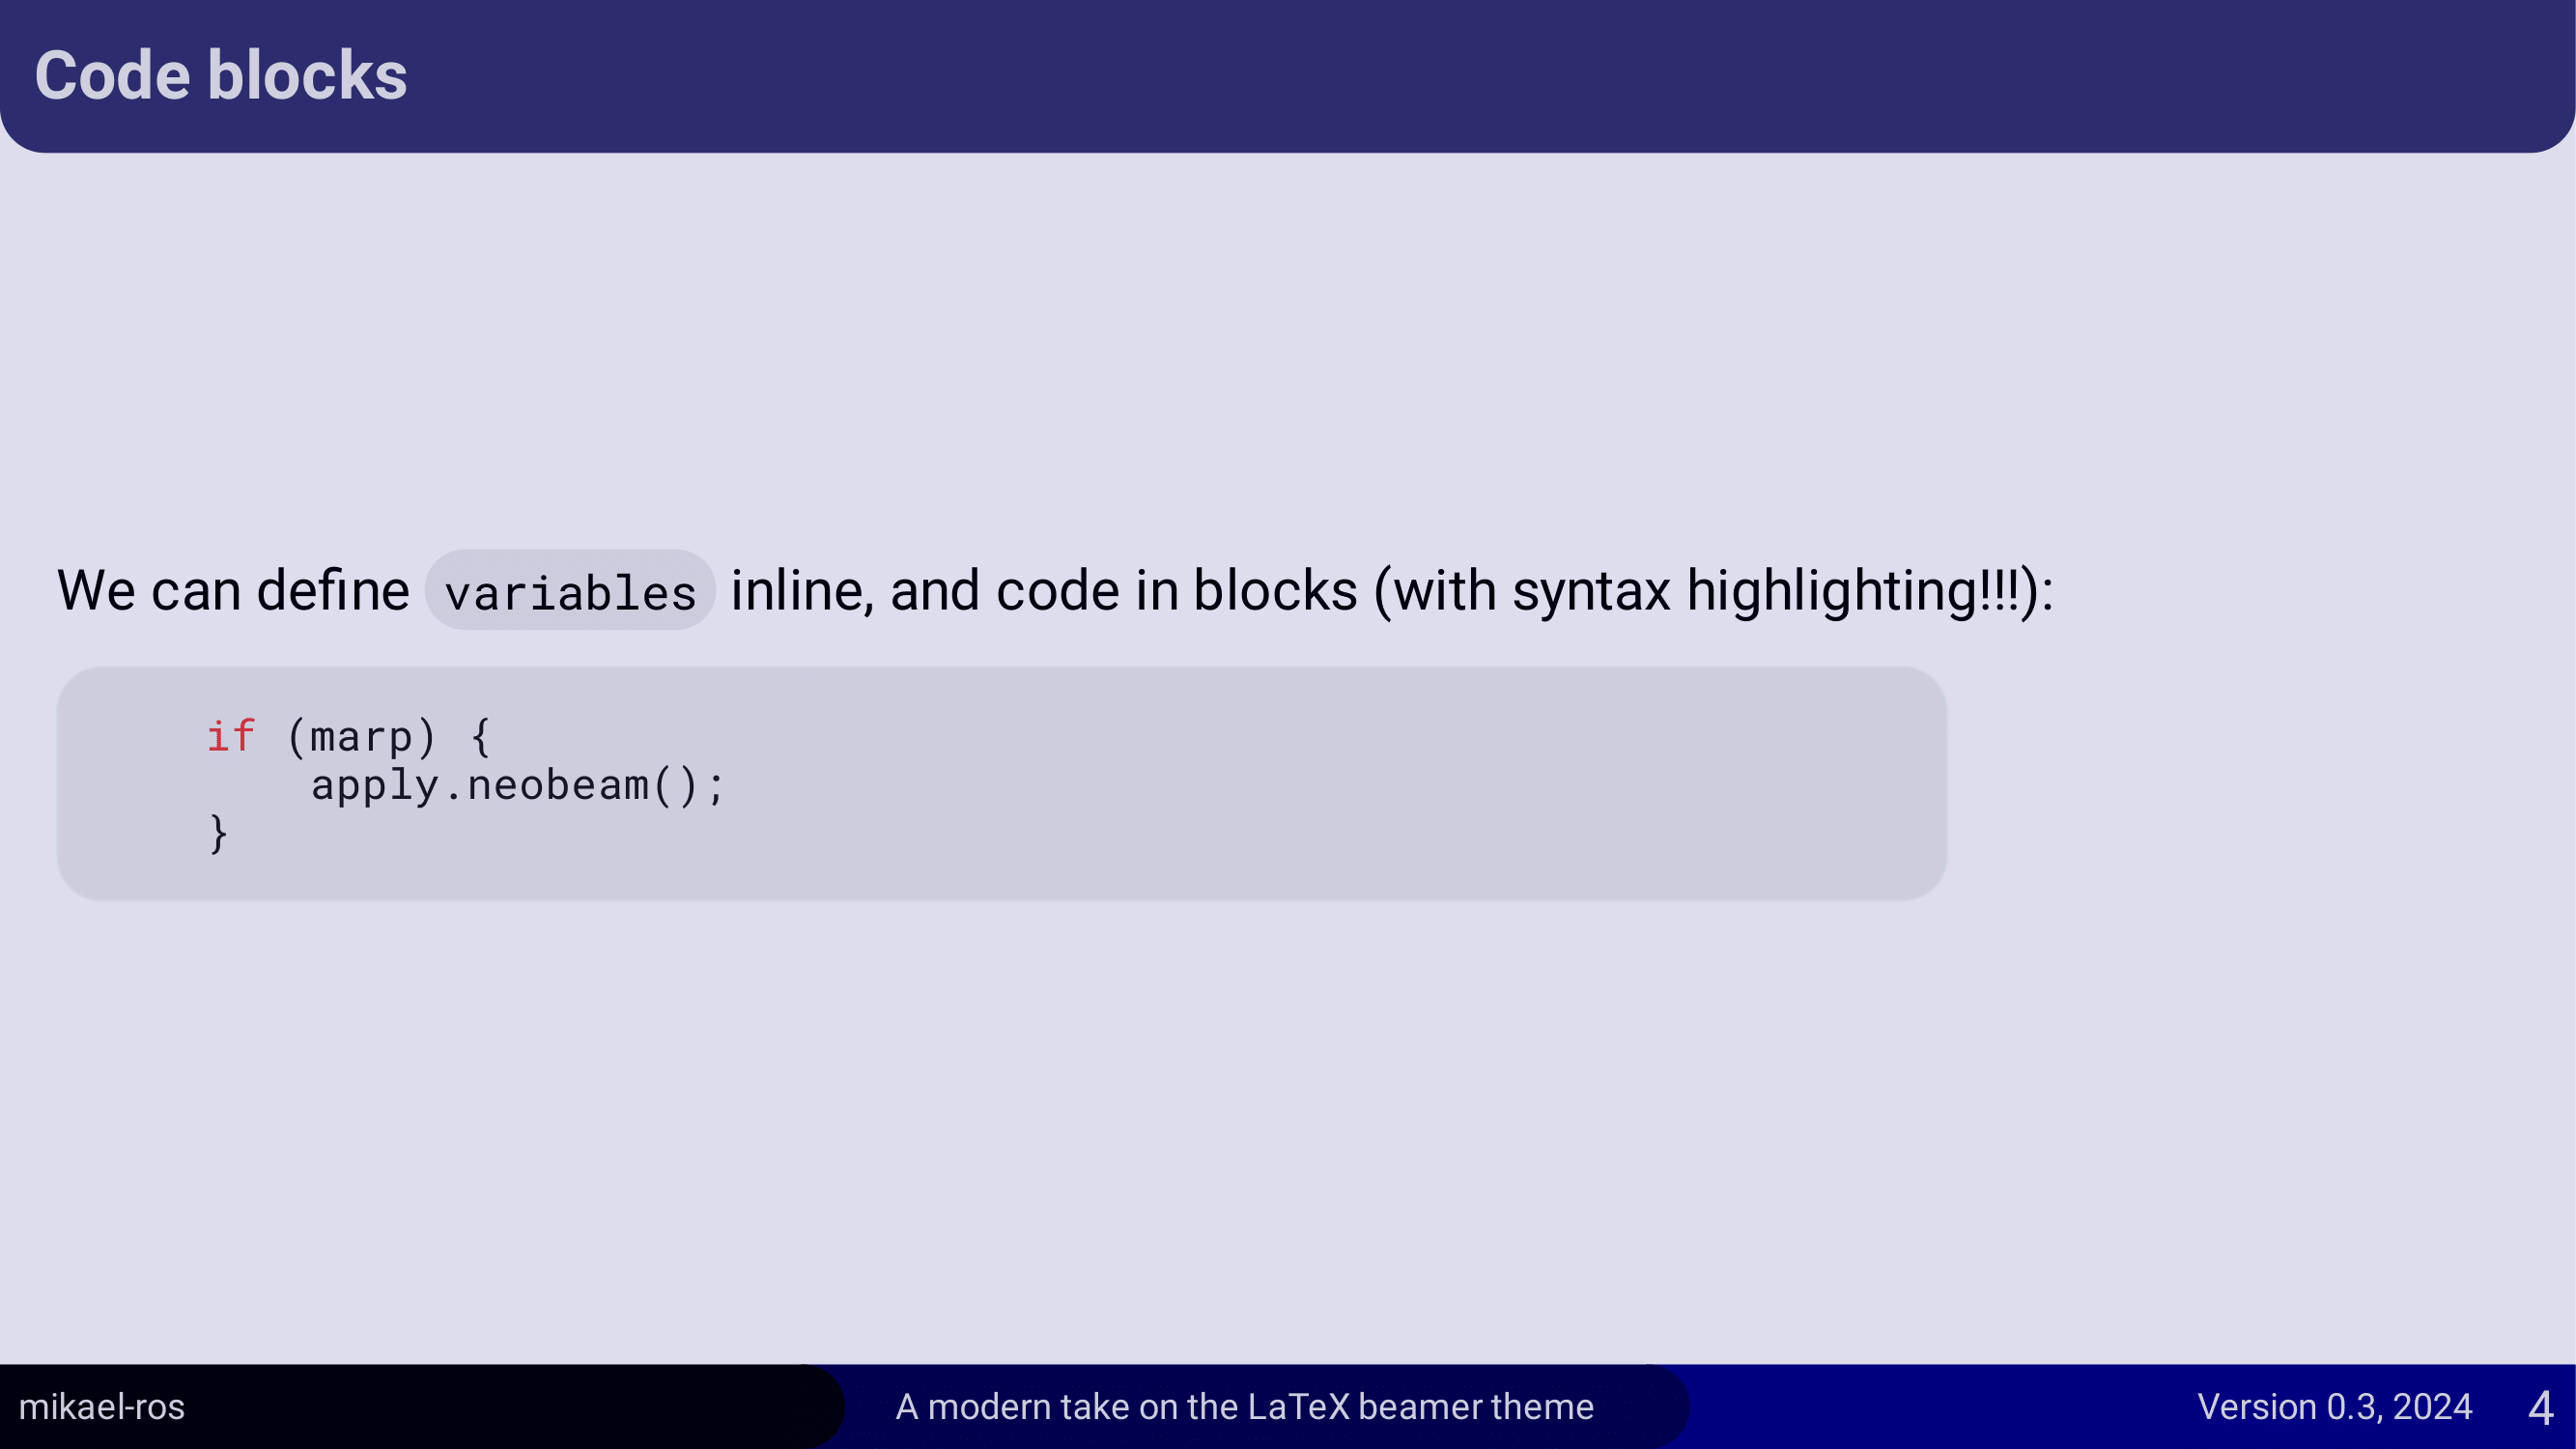 Code blocks
We can define variables inline, and code in blocks (with syntax highlighting!!!):
if (marp) {
    apply.neobeam();
}
mikael-ros
A modern take on the LaTeX beamer theme
Version 0.3, 2024
4